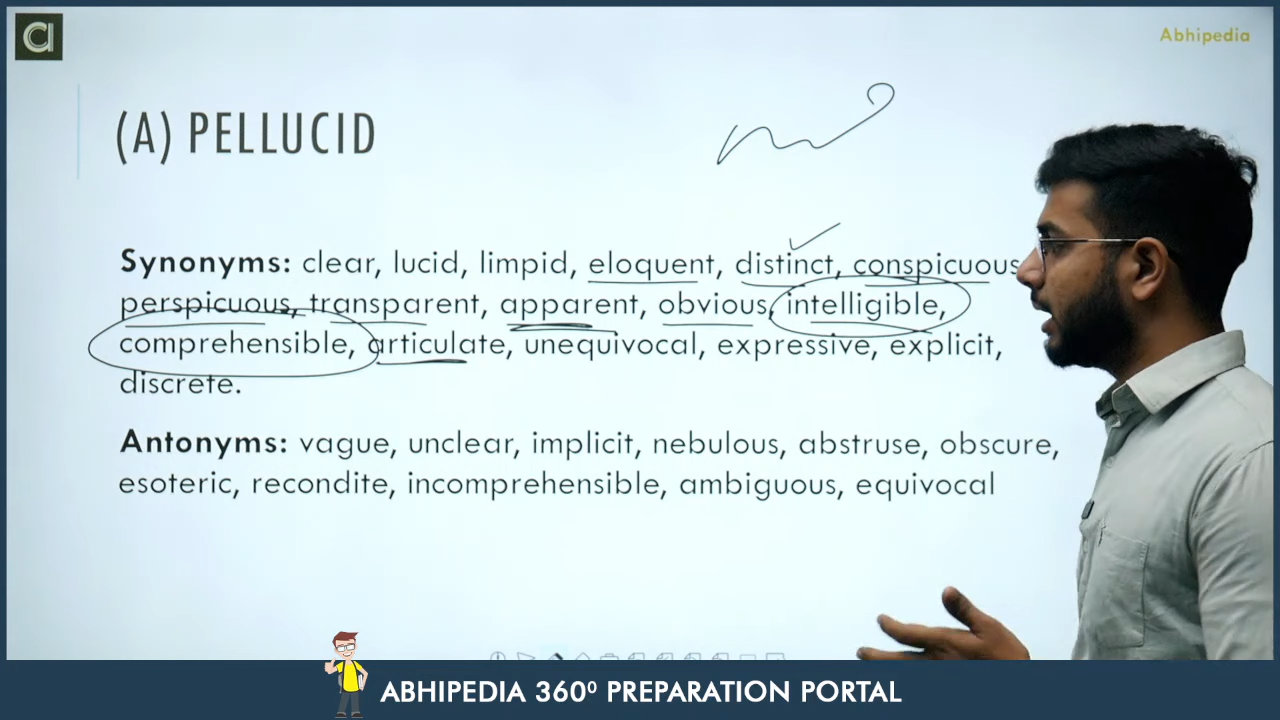 Abhipedia
(A) PELLUCID
Synonyms: clear, lucid, limpid, eloquent, distinct, conspicuous
perspicuous, transparent, apparent, obvious, intelligible,
comprehensible, articulate, unequivocal, expressive, explicit,
discrete.
Antonyms: vague, unclear, implicit, nebulous, abstruse, obscure,
esoteric, recondite, incomprehensible, ambiguous, equivocal
ABHIPEDIA 360⁰ PREPARATION PORTAL